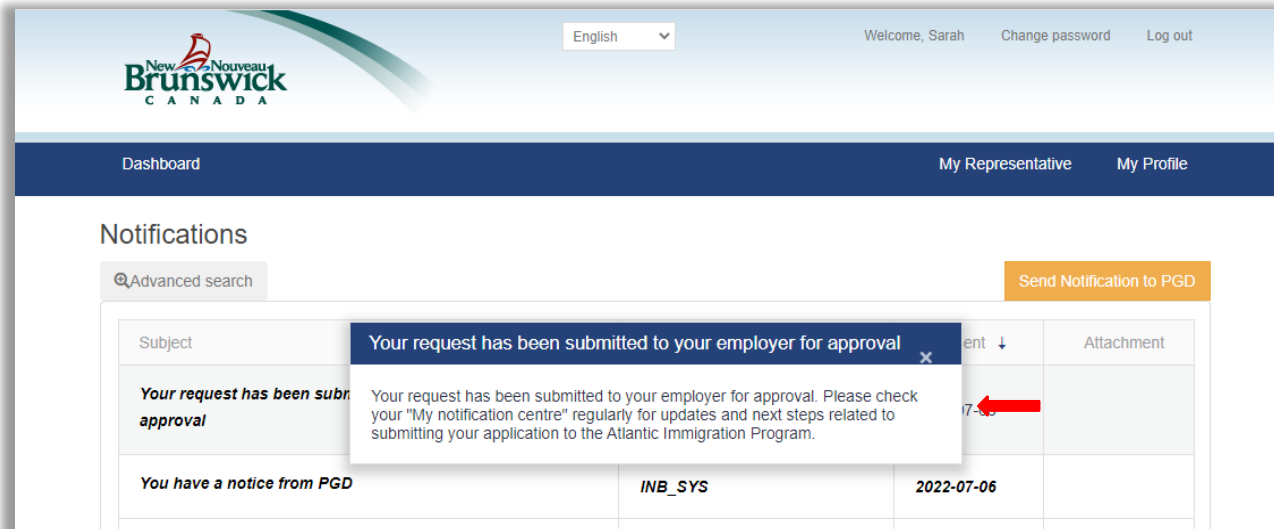 English
Welcome, Sarah
Change password
Log out
New Nouveau
Brunswick
CANADA
Dashboard
My Representative
My Profile
Notifications
Advanced search
Send Notification to PGD
Subject
Attachment
Your request has been submitted to your employer for approval
Your request has been
approval
Your request has been submitted to your employer for approval. Please check
your "My notification centre" regularly for updates and next steps related to
submitting your application to the Atlantic Immigration Program.
You have a notice from PGD
INB_SYS
2022-07-06